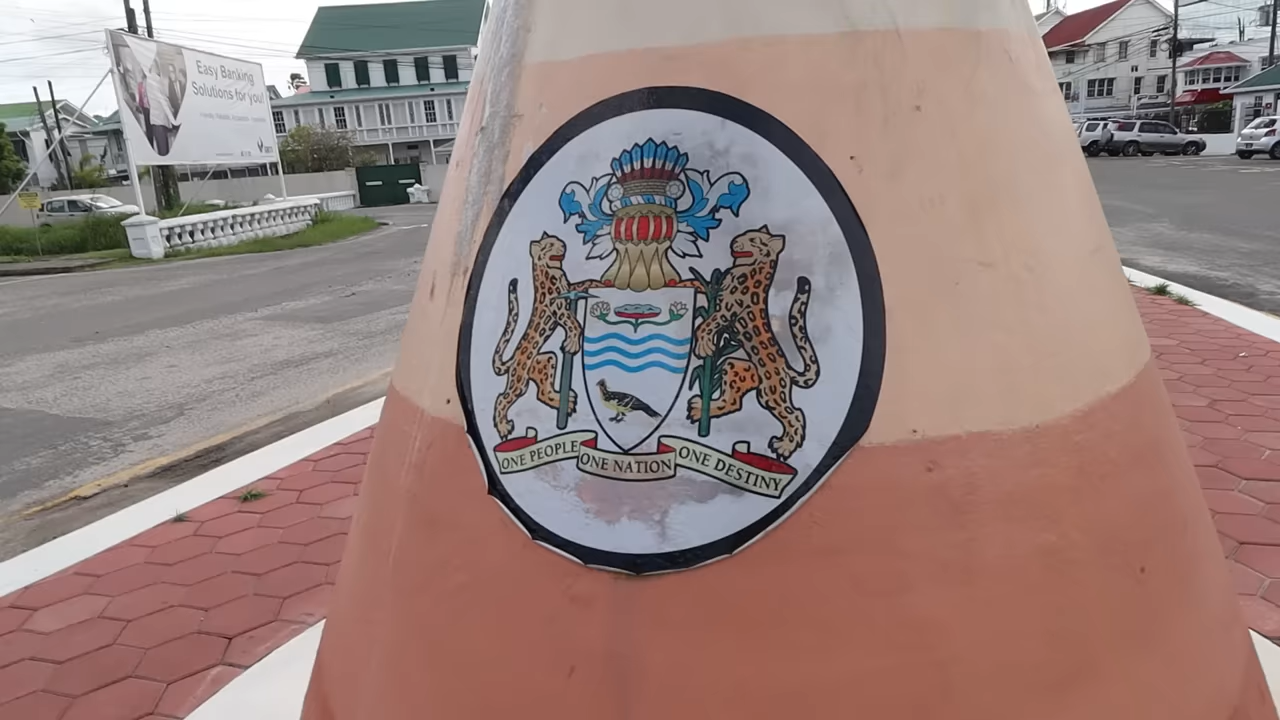 Easy Banking
Solutions for you!
ONE PEOPLE
ONE NATION
ONE DESTINY